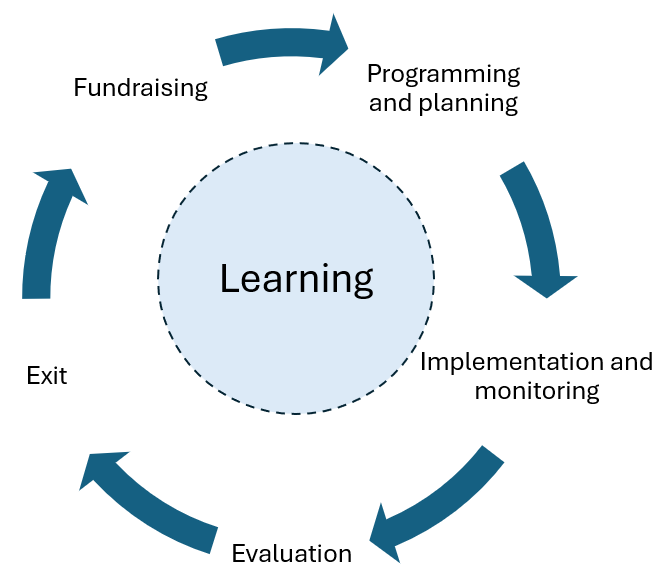 Fundraising
Programming
and planning
Learning
Implementation and
monitoring
Exit
Evaluation